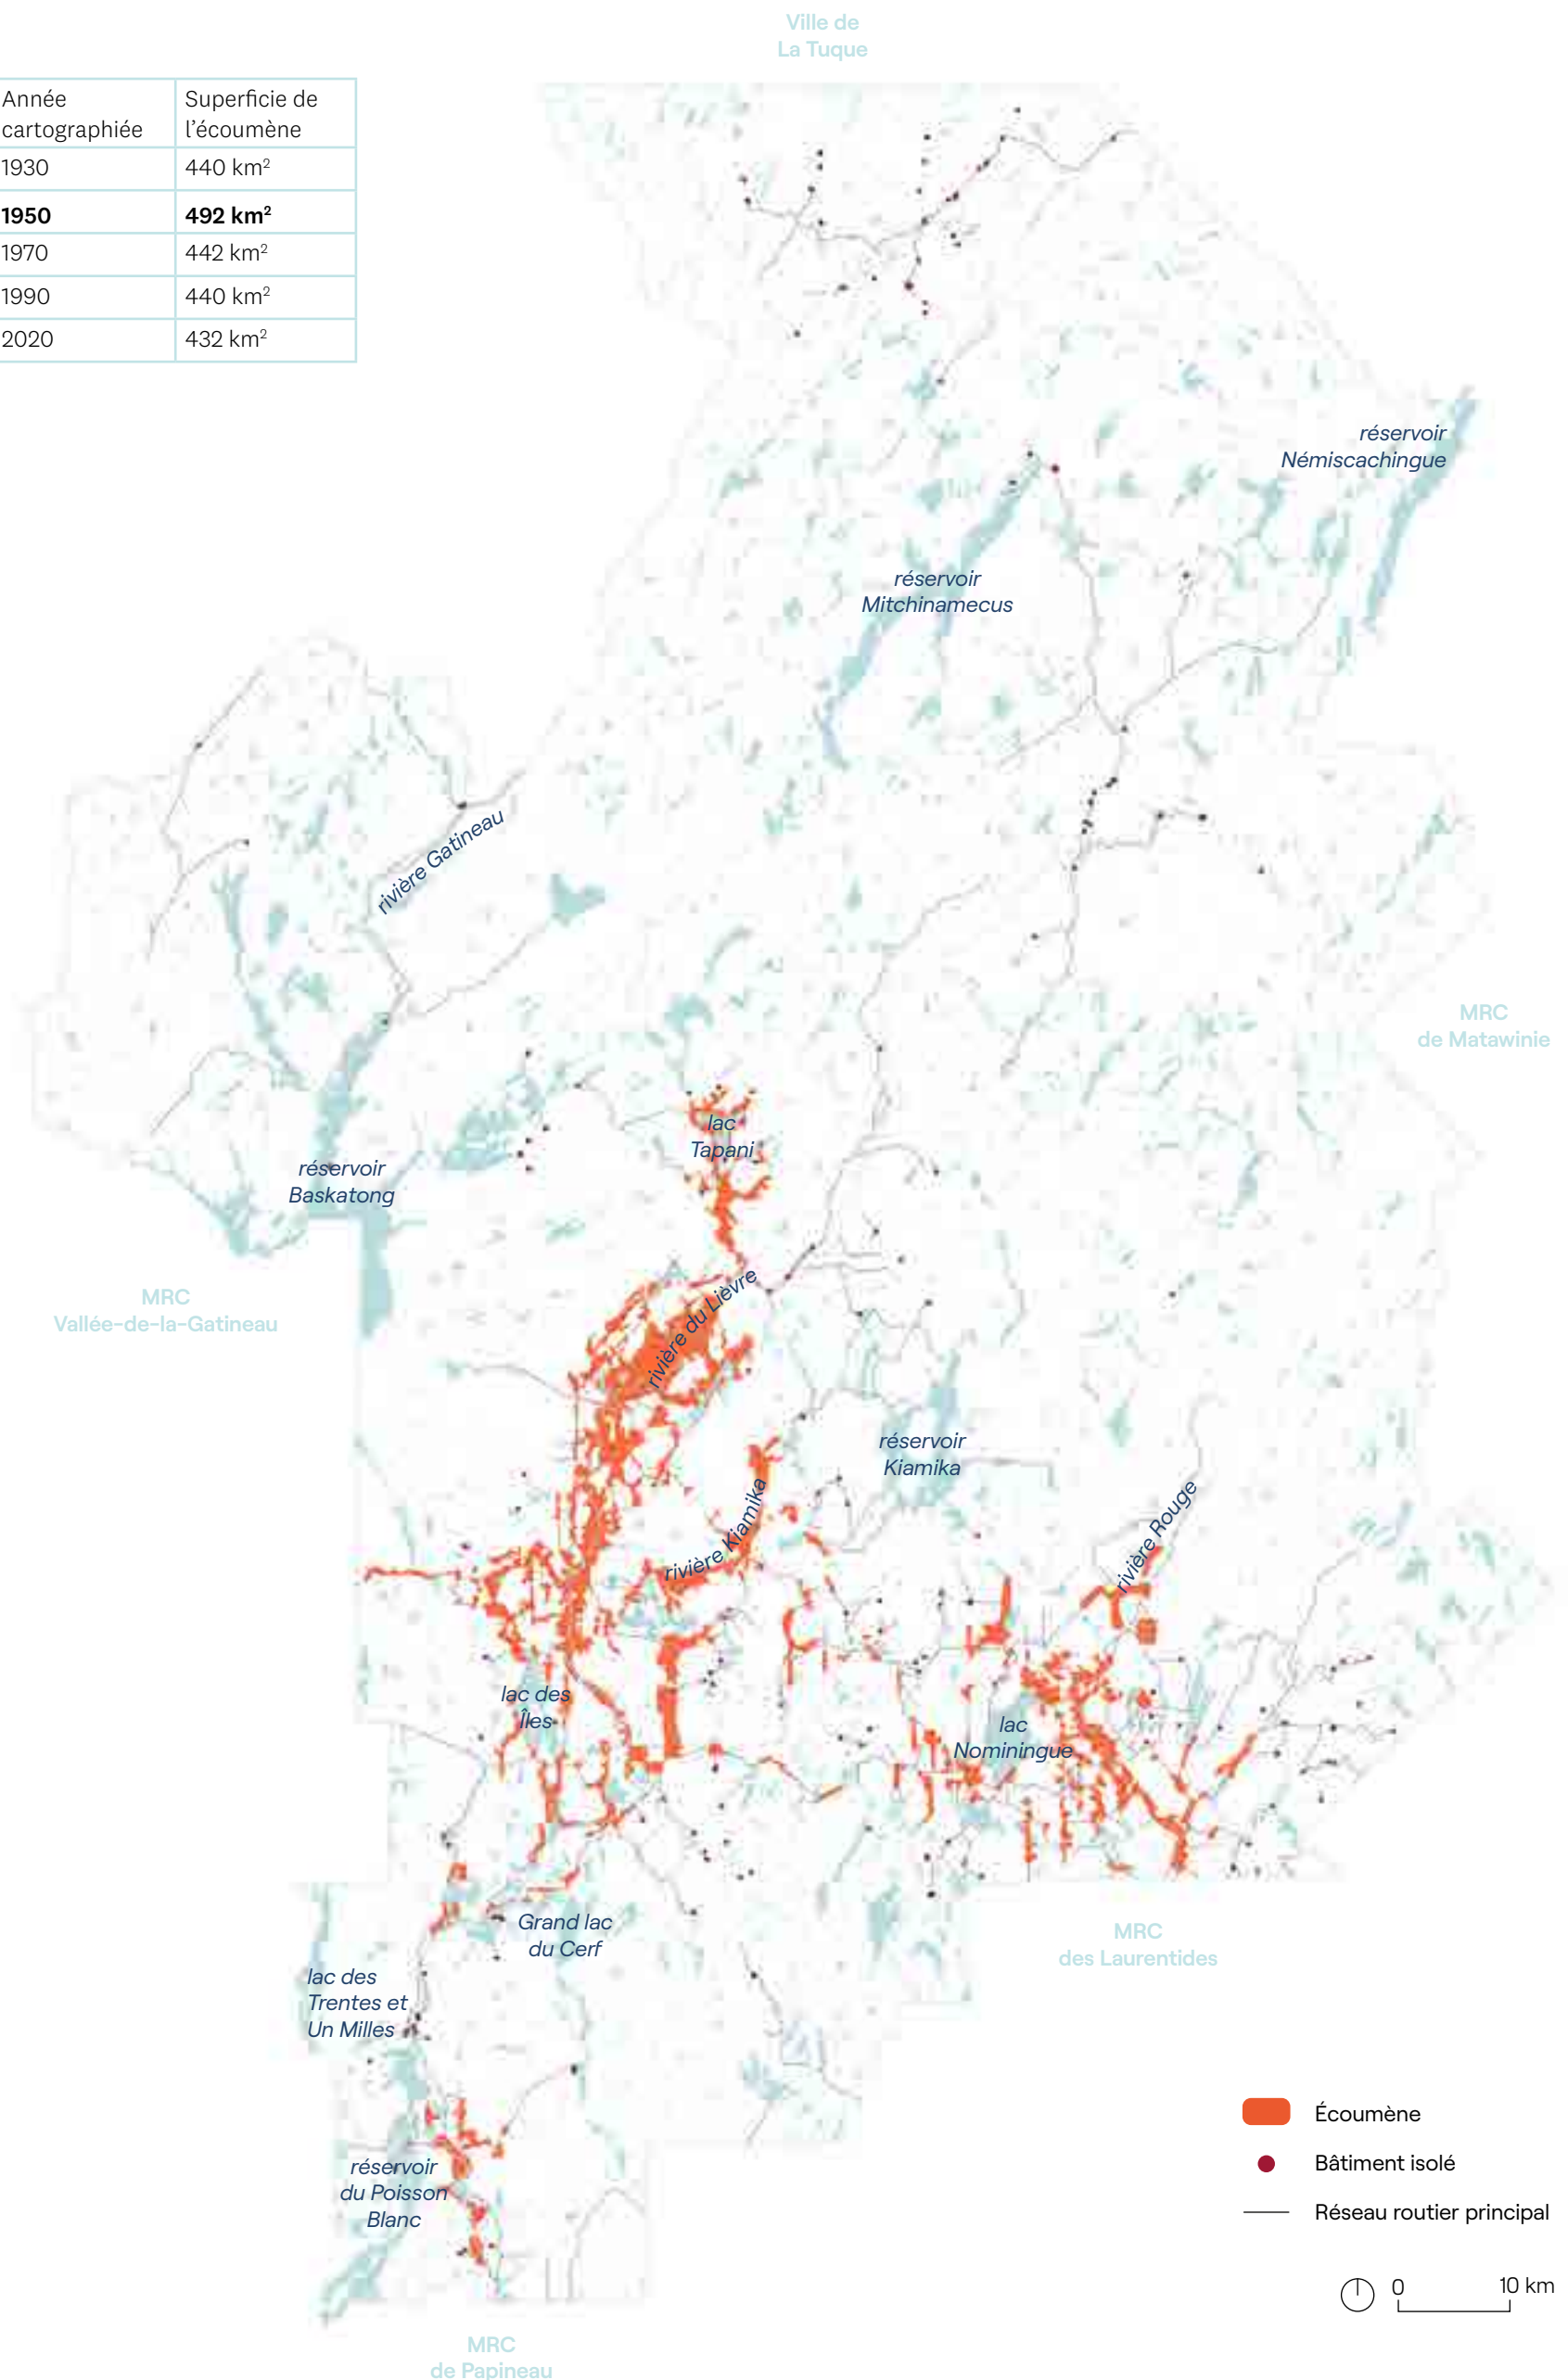 Ville de
La Tuque
Année
cartographiée
Superficie de
l'écoumène
1930
440 km²
1950
492 km²
1970
442 km²
1990
440 km²
2020
432 km²
réservoir
Némiscachingue
réservoir
Mitchinamecus
rivière Gatineau
MRC
de Matawinie
lac
Tapani
réservoir
Baskatong
MRC
Vallée-de-la-Gatineau
rivière du Lièvre
réservoir
Kiamika
rivière Kiamika
rivière Rouge
lac des
Îles
lac
Nominingue
Grand lac
du Cerf
MRC
des Laurentides
lac des
Trentes et
Un Milles
réservoir
du Poisson
Blanc
Écoumène
Bâtiment isolé
Réseau routier principal
0
10 km
MRC
de Papineau